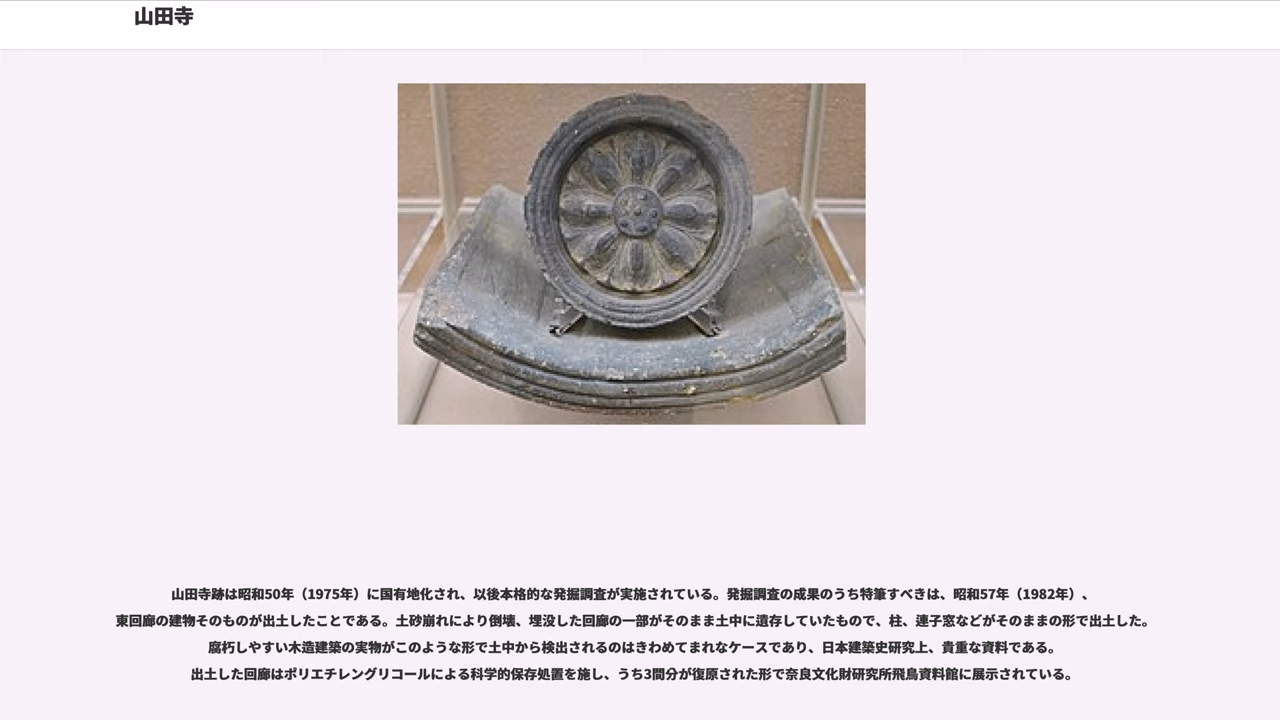 山田寺
山田寺跡は昭和50年（1975年）に国有地化され、以後本格的な発掘調査が実施されている。発掘調査の成果のうち特筆すべきは、昭和57年（1982年）、
東回廊の建物そのものが出土したことである。土砂崩れにより倒壊、埋没した回廊の一部がそのまま土中に遺存していたもので、柱、連子窓などがそのままの形で出土した。
腐朽しやすい木造建築の実物がこのような形で土中から検出されるのはきわめてまれなケースであり、日本建築史研究上、貴重な資料である。
出土した回廊はポリエチレングリコールによる科学的保存処置を施し、うち3間分が復原された形で奈良文化財研究所飛鳥資料館に展示されている。